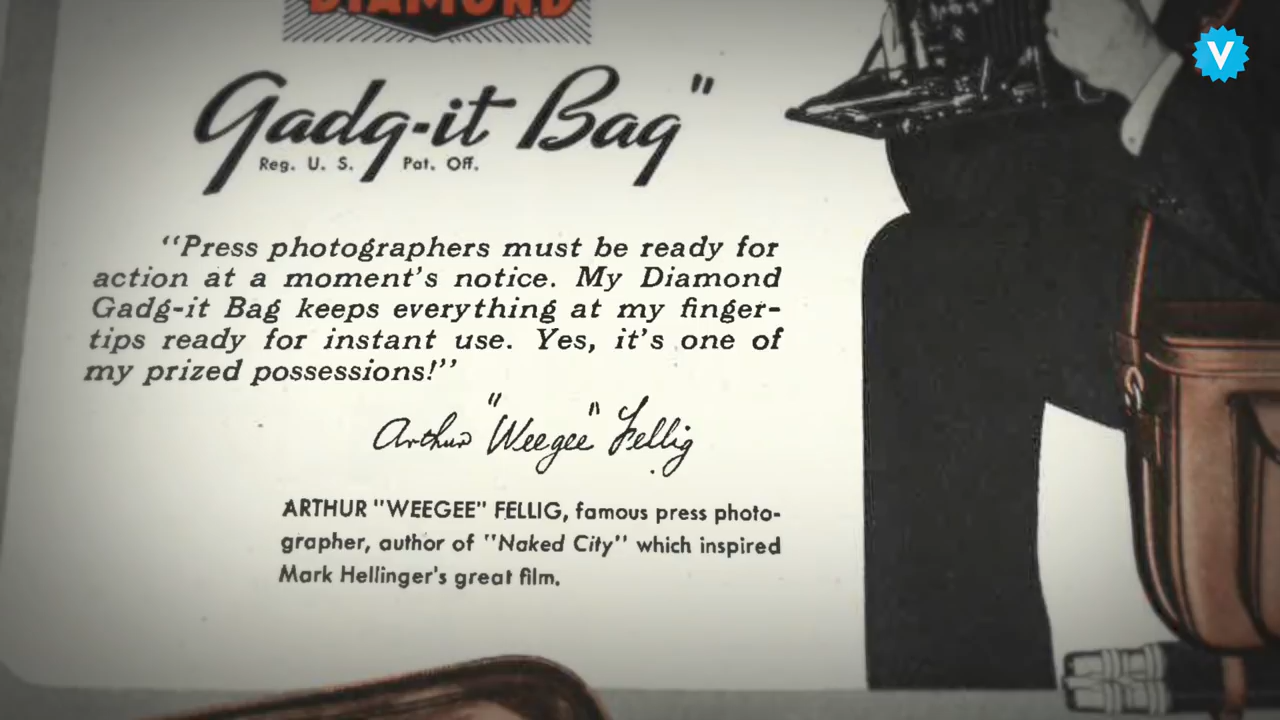 DIAMOND
Gadg-it Bag"
Reg. U. S. Pat. Off.
"Press photographers must be ready for
action at a moment's notice. My Diamond
Gadg-it Bag keeps everything at my finger-
tips ready for instant use. Yes, it's one of
my prized possessions!"
Arthur "Weegee" Fellig
ARTHUR "WEEGEE" FELLIG, famous press photo-
grapher, author of "Naked City" which inspired
Mark Hellinger's great film.
V